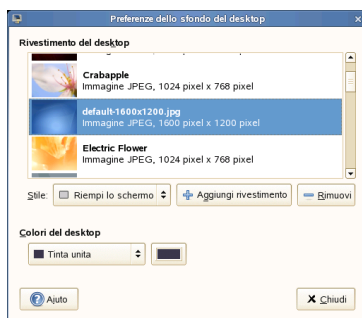 Preferenze dello sfondo del desktop
Rivestimento del desktop
Crabapple
Immagine JPEG, 1024 pixel x 768 pixel
default-1600x1200.jpg
Immagine JPEG, 1600 pixel x 1200 pixel
Electric Flower
Immagine JPEG, 1024 pixel x 768 pixel
Stile: Riempi lo schermo Aggiungi rivestimento Rimuovi
Colori del desktop
Tinta unita
Aiuto Chiudi